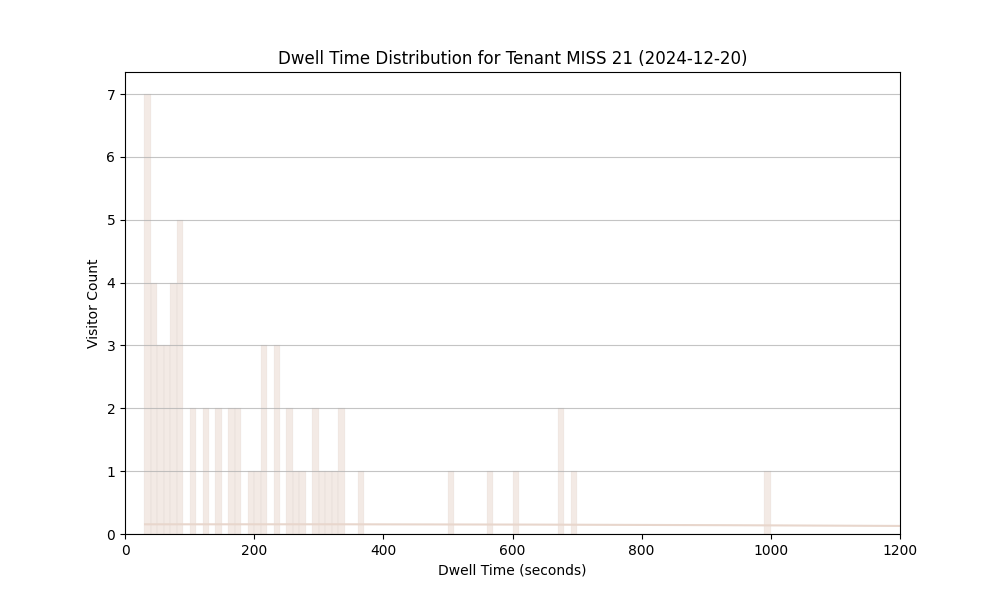 Dwell Time Distribution for Tenant MISS 21 (2024-12-20)
7
6
5
4
3
2
1
0
Visitor Count
0 200 400 600 800 1000 1200
Dwell Time (seconds)